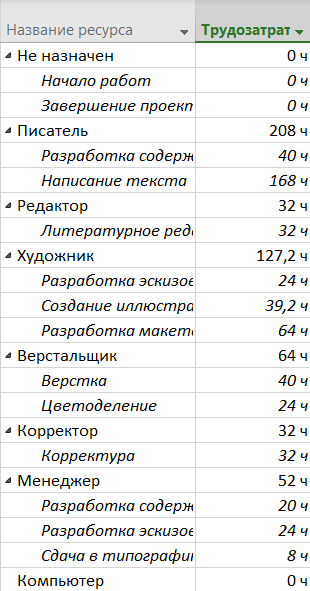 Название ресурса Трудозатрат
Не назначен 0 ч
Начало работ 0 ч
Завершение проект 0 ч
Писатель 208 ч
Разработка содерж 40 ч
Написание текста 168 ч
Редактор 32 ч
Литературное ред 32 ч
Художник 127,2 ч
Разработка эскизов 24 ч
Создание иллюстра 39,2 ч
Разработка макет 64 ч
Верстальщик 64 ч
Верстка 40 ч
Цветоделение 24 ч
Корректор 32 ч
Корректура 32 ч
Менеджер 52 ч
Разработка содерж 20 ч
Разработка эскизов 24 ч
Сдача в типографи 8 ч
Компьютер 0 ч